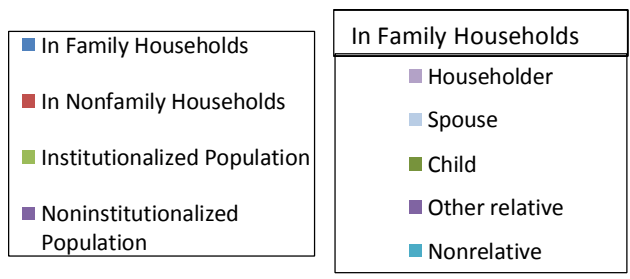 In Family Households
In Nonfamily Households
Institutionalized Population
Noninstitutionalized
Population
In Family Households
Householder
Spouse
Child
Other relative
Nonrelative